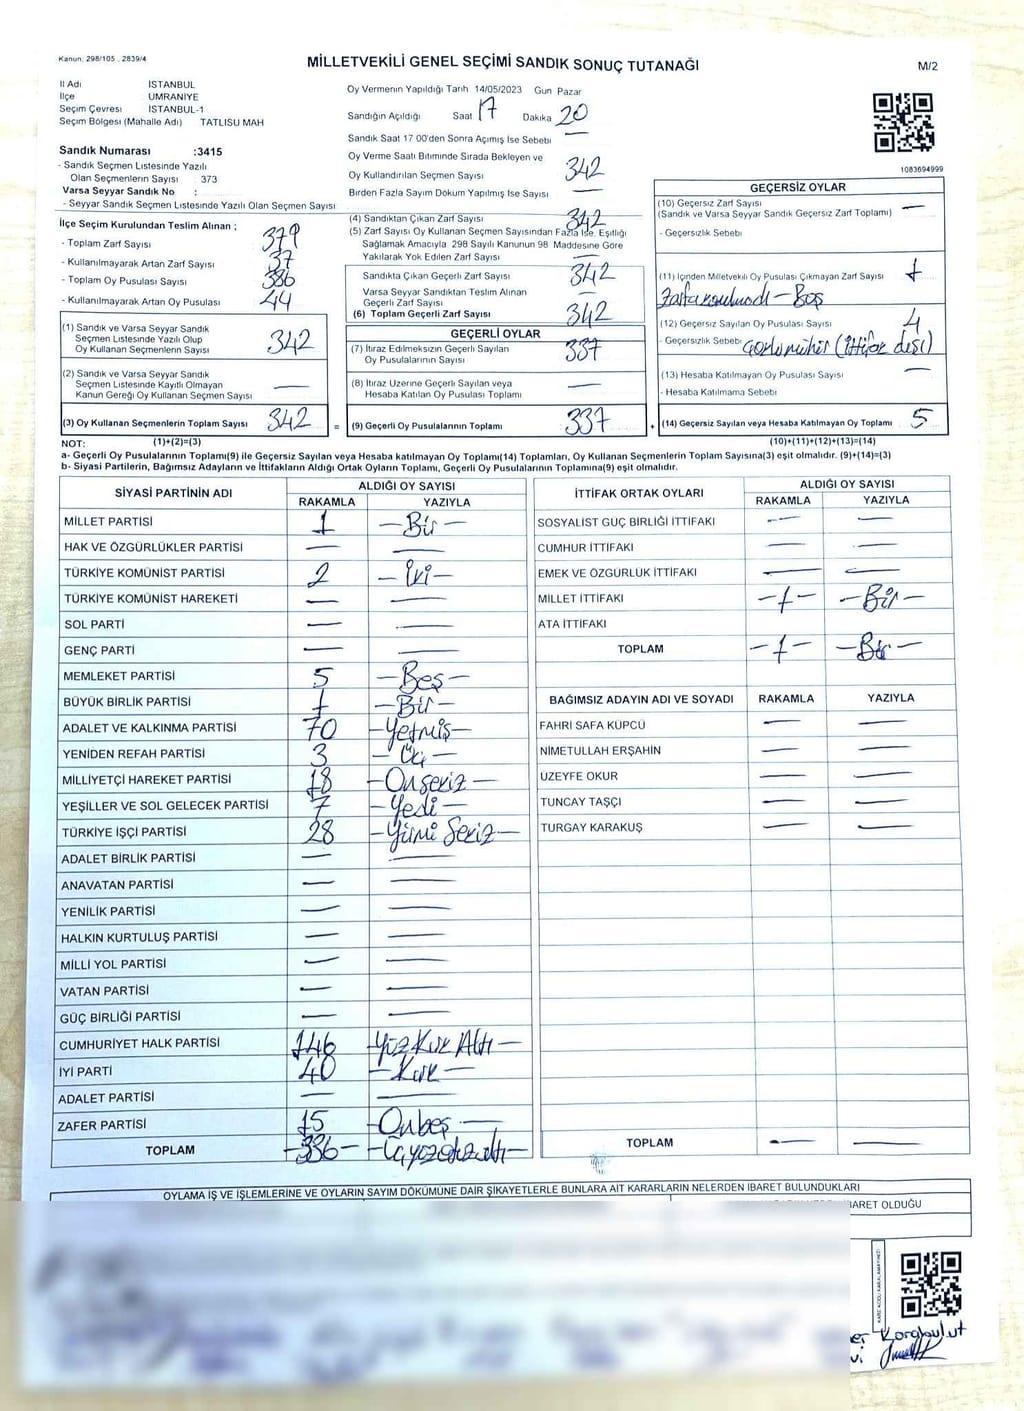 Kanun: 298/105 , 2839/4
MİLLETVEKİLİ GENEL SEÇİMİ SANDIK SONUÇ TUTANAĞI
M/2
İl Adı İSTANBUL
İlçe ÜMRANİYE
Seçim Çevresi İSTANBUL-1
Seçim Bölgesi (Mahalle Adı) TATLISU MAH
Sandık Numarası :3415
- Sandık Seçmen Listesinde Yazılı
Olan Seçmenlerin Sayısı 373
Varsa Seyyar Sandık No :
- Seyyar Sandık Seçmen Listesinde Yazılı Olan Seçmen Sayısı
İlçe Seçim Kurulundan Teslim Alınan ;
- Toplam Zarf Sayısı 379
- Kullanılmayarak Artan Zarf Sayısı 37
- Toplam Oy Pusulası Sayısı 386
- Kullanılmayarak Artan Oy Pusulası 44
(1) Sandık ve Varsa Seyyar Sandık
Seçmen Listesinde Yazılı Olup
Oy Kullanan Seçmenlerin Sayısı 342
(2) Sandık ve Varsa Seyyar Sandık
Seçmen Listesinde Kayıtlı Olmayan
Kanun Gereği Oy Kullanan Seçmen Sayısı —
(3) Oy Kullanan Seçmenlerin Toplam Sayısı 342
Oy Vermenin Yapıldığı Tarih 14/05/2023 Gün Pazar
Sandığın Açıldığı Saat 17 Dakika 20
Sandık Saat 17 00'den Sonra Açımış İse Sebebi —
Oy Verme Saati Bitiminde Sırada Bekleyen ve
Oy Kullandırılan Seçmen Sayısı 342
Birden Fazla Sayım Döküm Yapılmış İse Sayısı —
(4) Sandıktan Çıkan Zarf Sayısı 342
(5) Zarf Sayısı Oy Kullanan Seçmen Sayısından Fazla İse, Eşitliği
Sağlamak Amacıyla 298 Sayılı Kanunun 98 Maddesine Göre
Yakılarak Yok Edilen Zarf Sayısı —
Sandıkta Çıkan Geçerli Zarf Sayısı 342
Varsa Seyyar Sandıktan Teslim Alınan
Geçerli Zarf Sayısı —
(6) Toplam Geçerli Zarf Sayısı 342
GEÇERLİ OYLAR
(7) İtiraz Edilmeksizin Geçerli Sayılan
Oy Pusulalarının Sayısı 337
(8) İtiraz Üzerine Geçerli Sayılan veya
Hesaba Katılan Oy Pusulası Toplamı —
= (9) Geçerli Oy Pusulalarının Toplamı 337
1083694999
GEÇERSİZ OYLAR
(10) Geçersiz Zarf Sayısı —
(Sandık ve Varsa Seyyar Sandık Geçersiz Zarf Toplamı)
- Geçersizlik Sebebi
(11) İçinden Milletvekili Oy Pusulası Çıkmayan Zarf Sayısı 1
Boş
(12) Geçersiz Sayılan Oy Pusulası Sayısı 4
- Geçersizlik Sebebi (ittifak dışı)
(13) Hesaba Katılmayan Oy Pusulası Sayısı —
- Hesaba Katılmama Sebebi
+ (14) Geçersiz Sayılan veya Hesaba Katılmayan Oy Toplamı 5
NOT: (1)+(2)=(3) (10)+(11)+(12)+(13)=(14)
a- Geçerli Oy Pusulalarının Toplamı(9) ile Geçersiz Sayılan veya Hesaba katılmayan Oy Toplamı(14) Toplamları, Oy Kullanan Seçmenlerin Toplam Sayısına(3) eşit olmalıdır. (9)+(14)=(3)
b- Siyasi Partilerin, Bağımsız Adayların ve İttifakların Aldığı Ortak Oyların Toplamı, Geçerli Oy Pusulalarının Toplamına(9) eşit olmalıdır.
SİYASİ PARTİNİN ADI ALDIĞI OY SAYISI
RAKAMLA YAZIYLA
MİLLET PARTİSİ 1 — Bir —
HAK VE ÖZGÜRLÜKLER PARTİSİ — —
TÜRKİYE KOMÜNİST PARTİSİ 2 — İki —
TÜRKİYE KOMÜNİST HAREKETİ — —
SOL PARTİ — —
GENÇ PARTİ — —
MEMLEKET PARTİSİ 5 — Beş —
BÜYÜK BİRLİK PARTİSİ 1 — Bir —
ADALET VE KALKINMA PARTİSİ 70 — Yetmiş —
YENİDEN REFAH PARTİSİ 3 — Üç —
MİLLİYETÇİ HAREKET PARTİSİ 18 — Onsekiz —
YEŞİLLER VE SOL GELECEK PARTİSİ 7 — Yedi —
TÜRKİYE İŞÇİ PARTİSİ 28 — Yirmi Sekiz —
ADALET BİRLİK PARTİSİ — —
ANAVATAN PARTİSİ — —
YENİLİK PARTİSİ — —
HALKIN KURTULUŞ PARTİSİ — —
MİLLİ YOL PARTİSİ — —
VATAN PARTİSİ — —
GÜÇ BİRLİĞİ PARTİSİ — —
CUMHURİYET HALK PARTİSİ 146 Yüz Kırk Altı —
İYİ PARTİ 40 — Kırk —
ADALET PARTİSİ — —
ZAFER PARTİSİ 15 — Onbeş —
TOPLAM — 336 — — Üçyüzotuzaltı —
İTTİFAK ORTAK OYLARI ALDIĞI OY SAYISI
RAKAMLA YAZIYLA
SOSYALİST GÜÇ BİRLİĞİ İTTİFAKI — —
CUMHUR İTTİFAKI — —
EMEK VE ÖZGÜRLÜK İTTİFAKI — —
MİLLET İTTİFAKI — 1 — — Bir —
ATA İTTİFAKI
TOPLAM — 1 — — Bir —
BAĞIMSIZ ADAYIN ADI VE SOYADI RAKAMLA YAZIYLA
FAHRİ SAFA KÜPCÜ — —
NİMETULLAH ERŞAHİN — —
ÜZEYFE OKUR — —
TUNCAY TAŞÇI — —
TURGAY KARAKUŞ — —
TOPLAM — —
OYLAMA İŞ VE İŞLEMLERİNE VE OYLARIN SAYIM DÖKÜMÜNE DAİR ŞİKAYETLERLE BUNLARA AİT KARARLARIN NELERDEN İBARET BULUNDUKLARI
BARET OLDUĞU
KARE KODU KARALAMAYINIZ!
er Karabulut